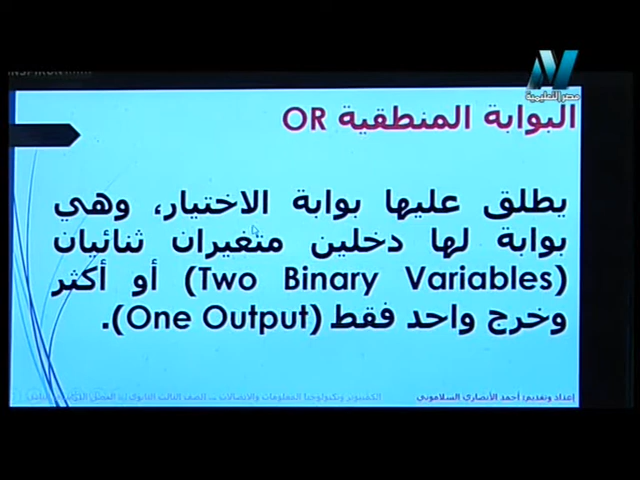 مصر التعليمية
البوابة المنطقية OR
يطلق عليها بوابة الاختيار، وهي
بوابة لها دخلين متغيران ثنائيان
(Two Binary Variables) أو أكثر
وخرج واحد فقط (One Output).
إعداد وتقديم: أحمد الأنصاري السلاموني
الكمبيوتر وتكنولوجيا المعلومات والاتصالات – الصف الثالث الثانوي